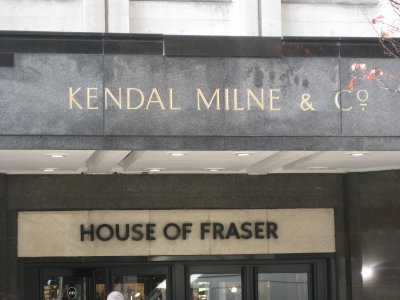 KENDAL MILNE & Cº
HOUSE OF FRASER